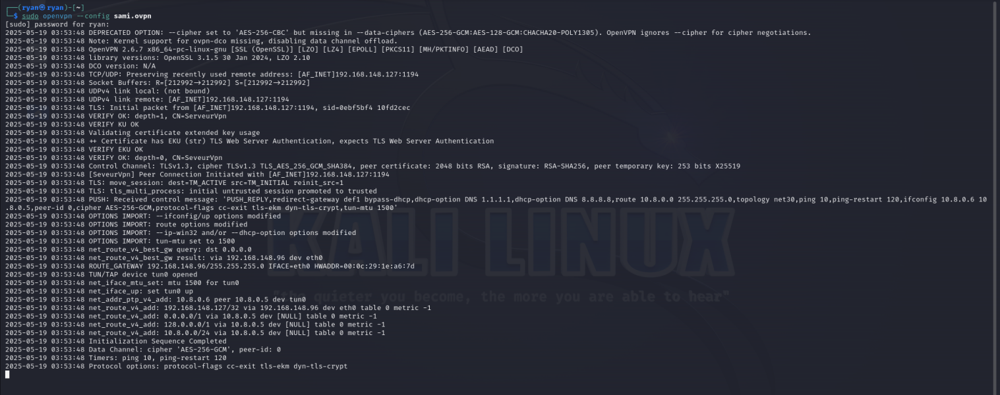 ┌──(ryan㉿ryan)-[~]
└─$ sudo openvpn --config sami.ovpn
[sudo] password for ryan:
2025-05-19 03:53:48 DEPRECATED OPTION: --cipher set to 'AES-256-CBC' but missing in --data-ciphers (AES-256-GCM:AES-128-GCM:CHACHA20-POLY1305). OpenVPN ignores --cipher for cipher negotiations.
2025-05-19 03:53:48 Note: Kernel support for ovpn-dco missing, disabling data channel offload.
2025-05-19 03:53:48 OpenVPN 2.6.7 x86_64-pc-linux-gnu [SSL (OpenSSL)] [LZO] [LZ4] [EPOLL] [PKCS11] [MH/PKTINFO] [AEAD] [DCO]
2025-05-19 03:53:48 library versions: OpenSSL 3.1.5 30 Jan 2024, LZO 2.10
2025-05-19 03:53:48 DCO version: N/A
2025-05-19 03:53:48 TCP/UDP: Preserving recently used remote address: [AF_INET]192.168.148.127:1194
2025-05-19 03:53:48 Socket Buffers: R=[212992->212992] S=[212992->212992]
2025-05-19 03:53:48 UDPv4 link local: (not bound)
2025-05-19 03:53:48 UDPv4 link remote: [AF_INET]192.168.148.127:1194
2025-05-19 03:53:48 TLS: Initial packet from [AF_INET]192.168.148.127:1194, sid=0ebf5bf4 10fd2cec
2025-05-19 03:53:48 VERIFY OK: depth=1, CN=ServeurVpn
2025-05-19 03:53:48 VERIFY KU OK
2025-05-19 03:53:48 Validating certificate extended key usage
2025-05-19 03:53:48 ++ Certificate has EKU (str) TLS Web Server Authentication, expects TLS Web Server Authentication
2025-05-19 03:53:48 VERIFY EKU OK
2025-05-19 03:53:48 VERIFY OK: depth=0, CN=SeveurVpn
2025-05-19 03:53:48 Control Channel: TLSv1.3, cipher TLSv1.3 TLS_AES_256_GCM_SHA384, peer certificate: 2048 bits RSA, signature: RSA-SHA256, peer temporary key: 253 bits X25519
2025-05-19 03:53:48 [SeveurVpn] Peer Connection Initiated with [AF_INET]192.168.148.127:1194
2025-05-19 03:53:48 TLS: move_session: dest=TM_ACTIVE src=TM_INITIAL reinit_src=1
2025-05-19 03:53:48 TLS: tls_multi_process: initial untrusted session promoted to trusted
2025-05-19 03:53:48 PUSH: Received control message: 'PUSH_REPLY,redirect-gateway def1 bypass-dhcp,dhcp-option DNS 1.1.1.1,dhcp-option DNS 8.8.8.8,route 10.8.0.0 255.255.255.0,topology net30,ping 10,ping-restart 120,ifconfig 10.8.0.6 10
.8.0.5,peer-id 0,cipher AES-256-GCM,protocol-flags cc-exit tls-ekm dyn-tls-crypt,tun-mtu 1500'
2025-05-19 03:53:48 OPTIONS IMPORT: --ifconfig/up options modified
2025-05-19 03:53:48 OPTIONS IMPORT: route options modified
2025-05-19 03:53:48 OPTIONS IMPORT: --ip-win32 and/or --dhcp-option options modified
2025-05-19 03:53:48 OPTIONS IMPORT: tun-mtu set to 1500
2025-05-19 03:53:48 net_route_v4_best_gw query: dst 0.0.0.0
2025-05-19 03:53:48 net_route_v4_best_gw result: via 192.168.148.96 dev eth0
2025-05-19 03:53:48 ROUTE_GATEWAY 192.168.148.96/255.255.255.0 IFACE=eth0 HWADDR=00:0c:29:1e:a6:7d
2025-05-19 03:53:48 TUN/TAP device tun0 opened
2025-05-19 03:53:48 net_iface_mtu_set: mtu 1500 for tun0
2025-05-19 03:53:48 net_iface_up: set tun0 up
2025-05-19 03:53:48 net_addr_ptp_v4_add: 10.8.0.6 peer 10.8.0.5 dev tun0
2025-05-19 03:53:48 net_route_v4_add: 192.168.148.127/32 via 192.168.148.96 dev eth0 table 0 metric -1
2025-05-19 03:53:48 net_route_v4_add: 0.0.0.0/1 via 10.8.0.5 dev [NULL] table 0 metric -1
2025-05-19 03:53:48 net_route_v4_add: 128.0.0.0/1 via 10.8.0.5 dev [NULL] table 0 metric -1
2025-05-19 03:53:48 net_route_v4_add: 10.8.0.0/24 via 10.8.0.5 dev [NULL] table 0 metric -1
2025-05-19 03:53:48 Initialization Sequence Completed
2025-05-19 03:53:48 Data Channel: cipher 'AES-256-GCM', peer-id: 0
2025-05-19 03:53:48 Timers: ping 10, ping-restart 120
2025-05-19 03:53:48 Protocol options: protocol-flags cc-exit tls-ekm dyn-tls-crypt
KALI LINUX
"the quieter you become, the more you are able to hear"